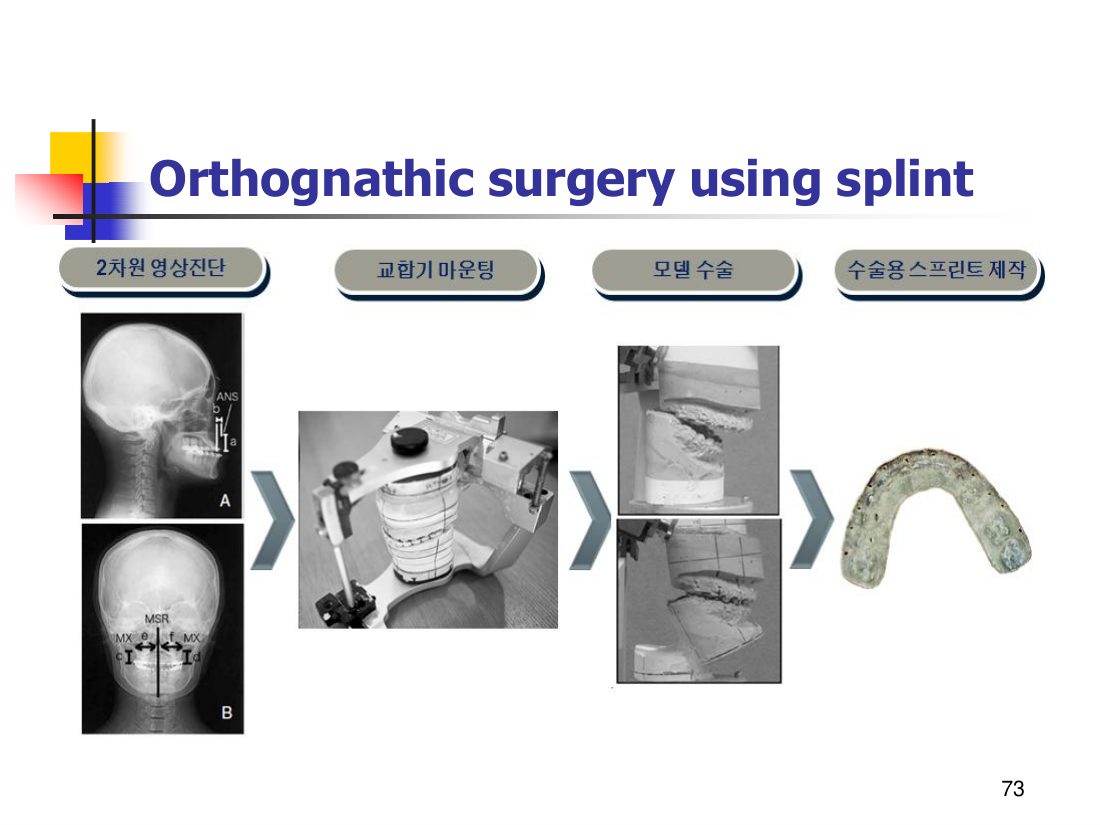 Orthognathic surgery using splint
2차원 영상진단
교합기 마운팅
모델 수술
수술용 스프린트 제작
ANS
b
a
A
MSR
MX e f MX
c d
B
73